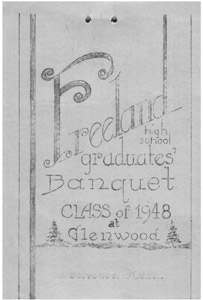 Freeland
high
school
graduates'
Banquet
CLASS of 1948
at
Glenwood